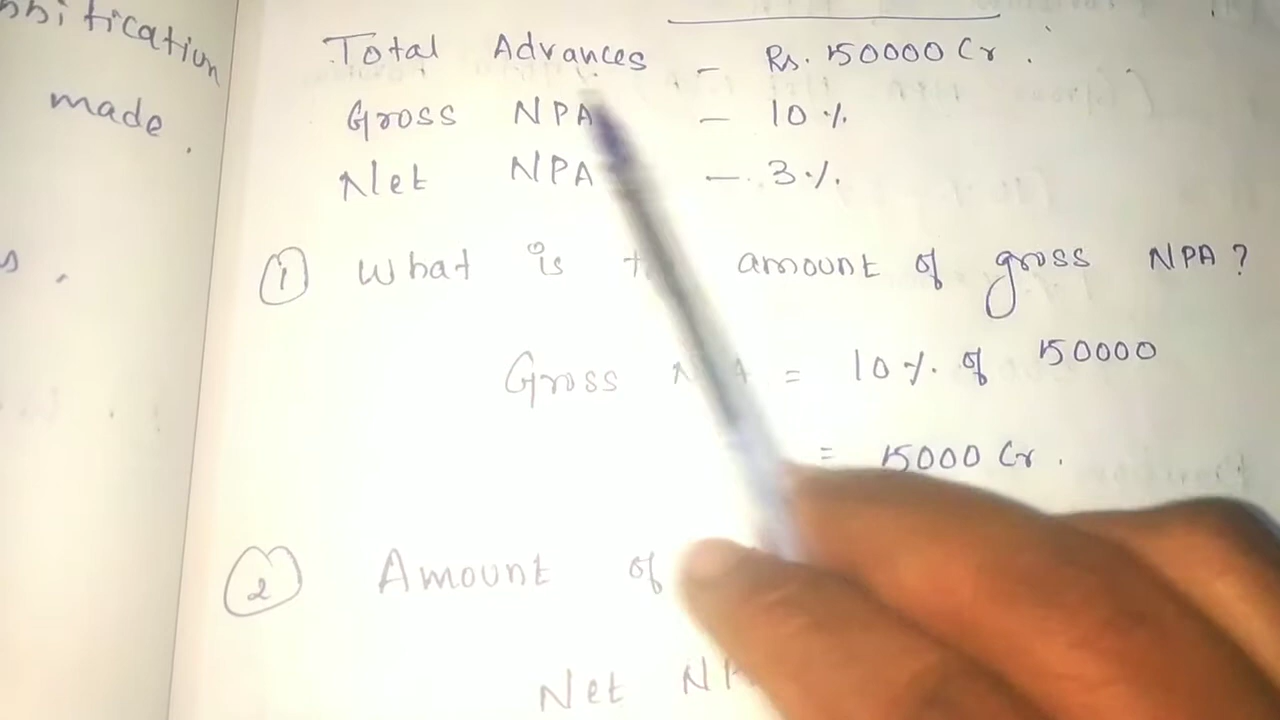 made.
Total Advances - Rs. 150000 Cr.
Gross NPA - 10%
Net NPA - 3%
① What is amount of gross NPA?
Gross = 10% of 150000
= 15000 Cr.
② Amount of
Net